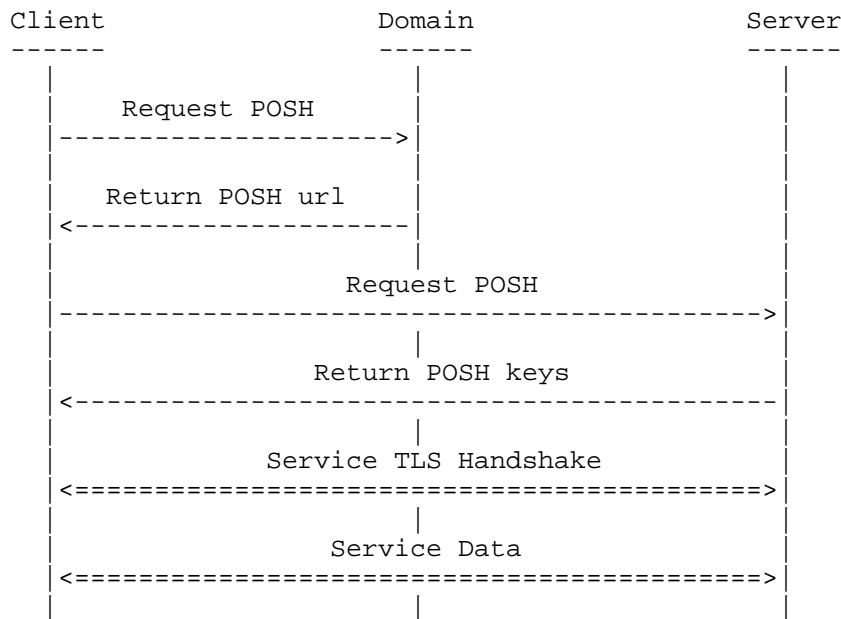 Client Domain Server
------ ------ ------
Request POSH
Return POSH url
Request POSH
Return POSH keys
Service TLS Handshake
Service Data